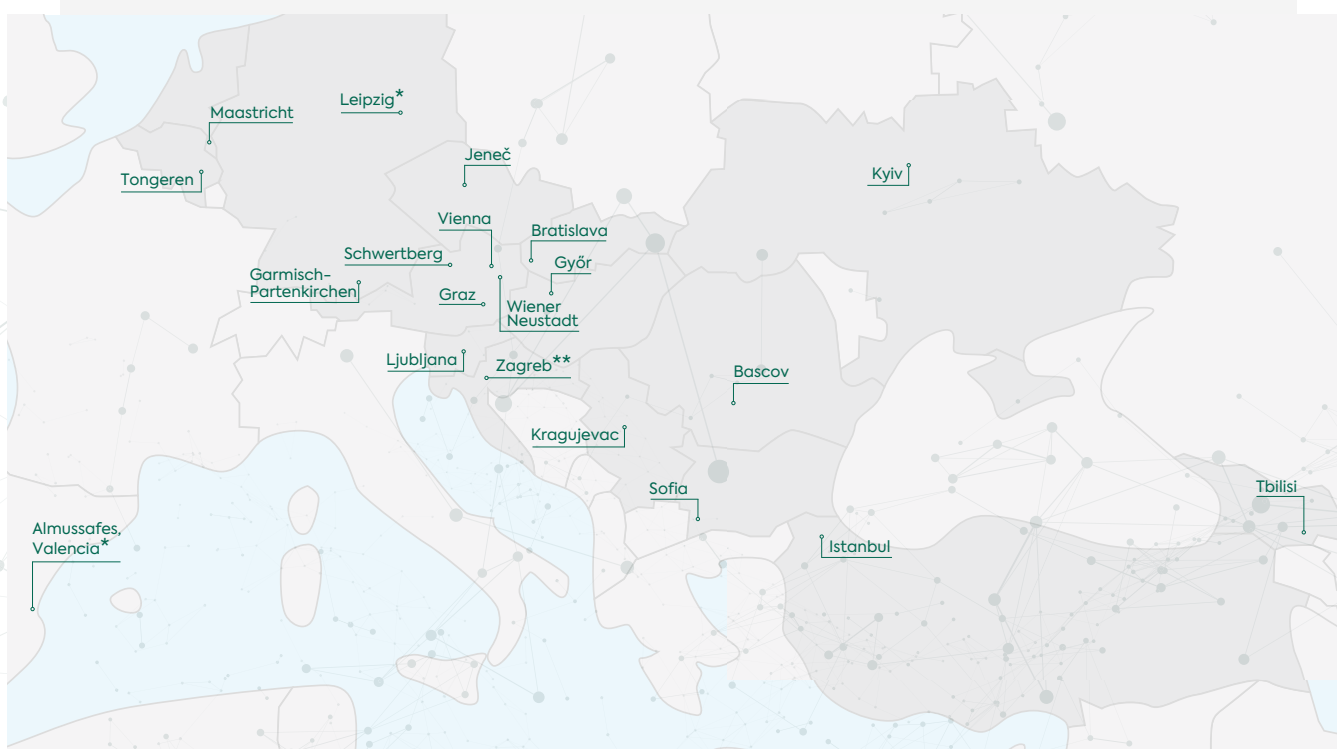 Leipzig*
Maastricht
Jeneč
Kyiv
Tongeren
Vienna
Bratislava
Schwertberg
Győr
Garmisch-
Partenkirchen
Graz
Wiener
Neustadt
Ljubljana
Zagreb**
Bascov
Kragujevac
Sofia
Tbilisi
Almussafes,
Valencia*
Istanbul